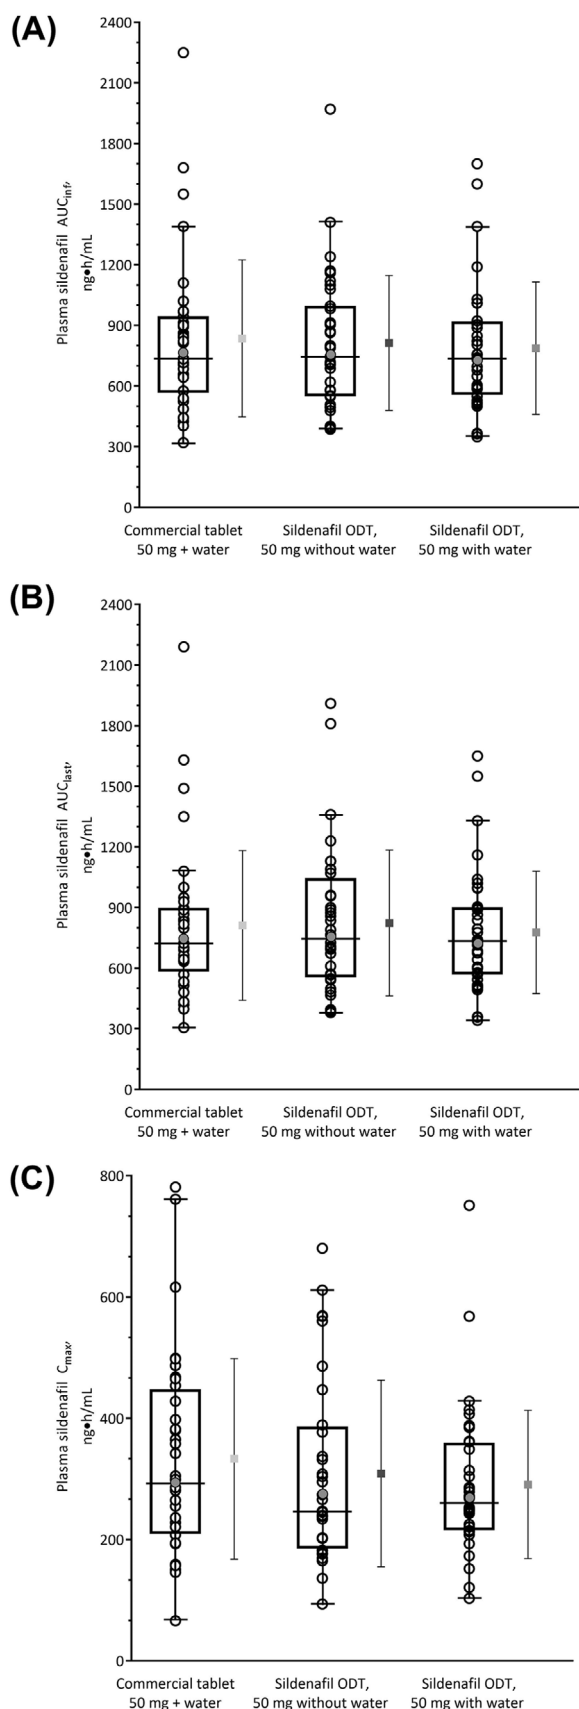 (A)
2400
2100
1800
1500
1200
900
600
300
0
Plasma sildenafil AUCinf,
ng•h/mL
Commercial tablet
50 mg + water
Sildenafil ODT,
50 mg without water
Sildenafil ODT,
50 mg with water
(B)
2400
2100
1800
1500
1200
900
600
300
0
Plasma sildenafil AUClast,
ng•h/mL
Commercial tablet
50 mg + water
Sildenafil ODT,
50 mg without water
Sildenafil ODT,
50 mg with water
(C)
800
600
400
200
0
Plasma sildenafil Cmax,
ng•h/mL
Commercial tablet
50 mg + water
Sildenafil ODT,
50 mg without water
Sildenafil ODT,
50 mg with water